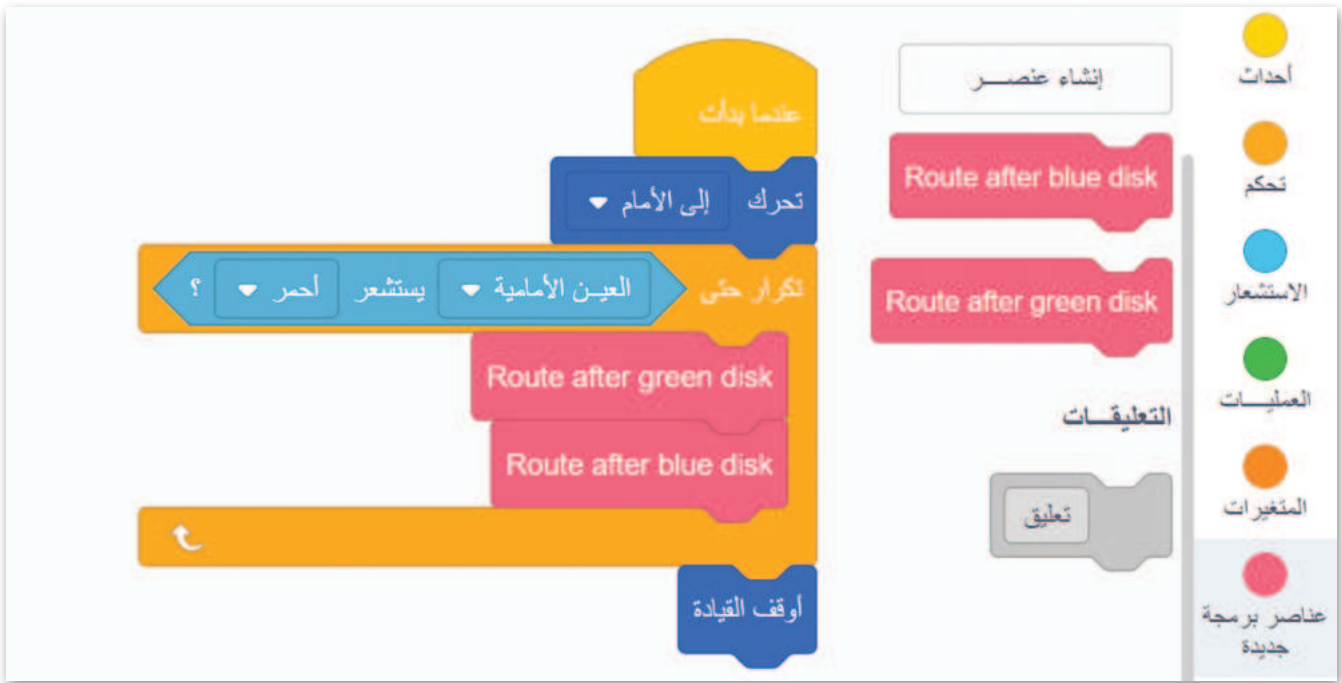 أحداث
تحكم
الاستشعار
العمليـــات
المتغيرات
عناصر برمجة
جديدة
إنشاء عنصـــر
Route after blue disk
Route after green disk
التعليقـــات
تعليق
عندما بدأت
تحرك إلى الأمام
تكرار حتى العيـن الأمامية يستشعر أحمر ؟
Route after green disk
Route after blue disk
أوقف القيادة